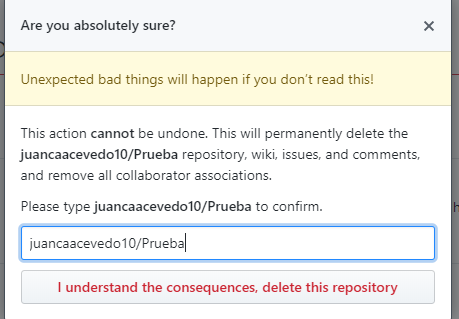 Are you absolutely sure?
Unexpected bad things will happen if you don’t read this!
This action cannot be undone. This will permanently delete the
juancaacevedo10/Prueba repository, wiki, issues, and comments,
and remove all collaborator associations.
Please type juancaacevedo10/Prueba to confirm.
juancaacevedo10/Prueba
I understand the consequences, delete this repository